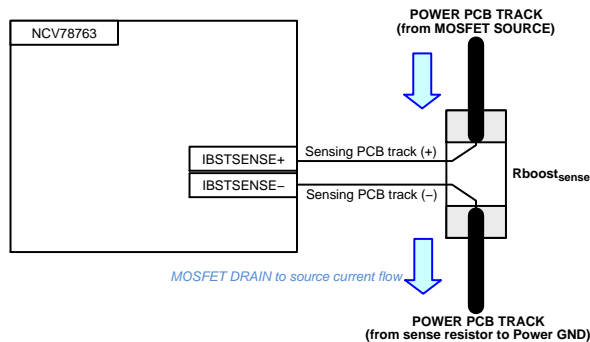 POWER PCB TRACK
(from MOSFET SOURCE)
NCV78763
IBSTSENSE+
Sensing PCB track (+)
Rboostsense
IBSTSENSE−
Sensing PCB track (−)
MOSFET DRAIN to source current flow
POWER PCB TRACK
(from sense resistor to Power GND)